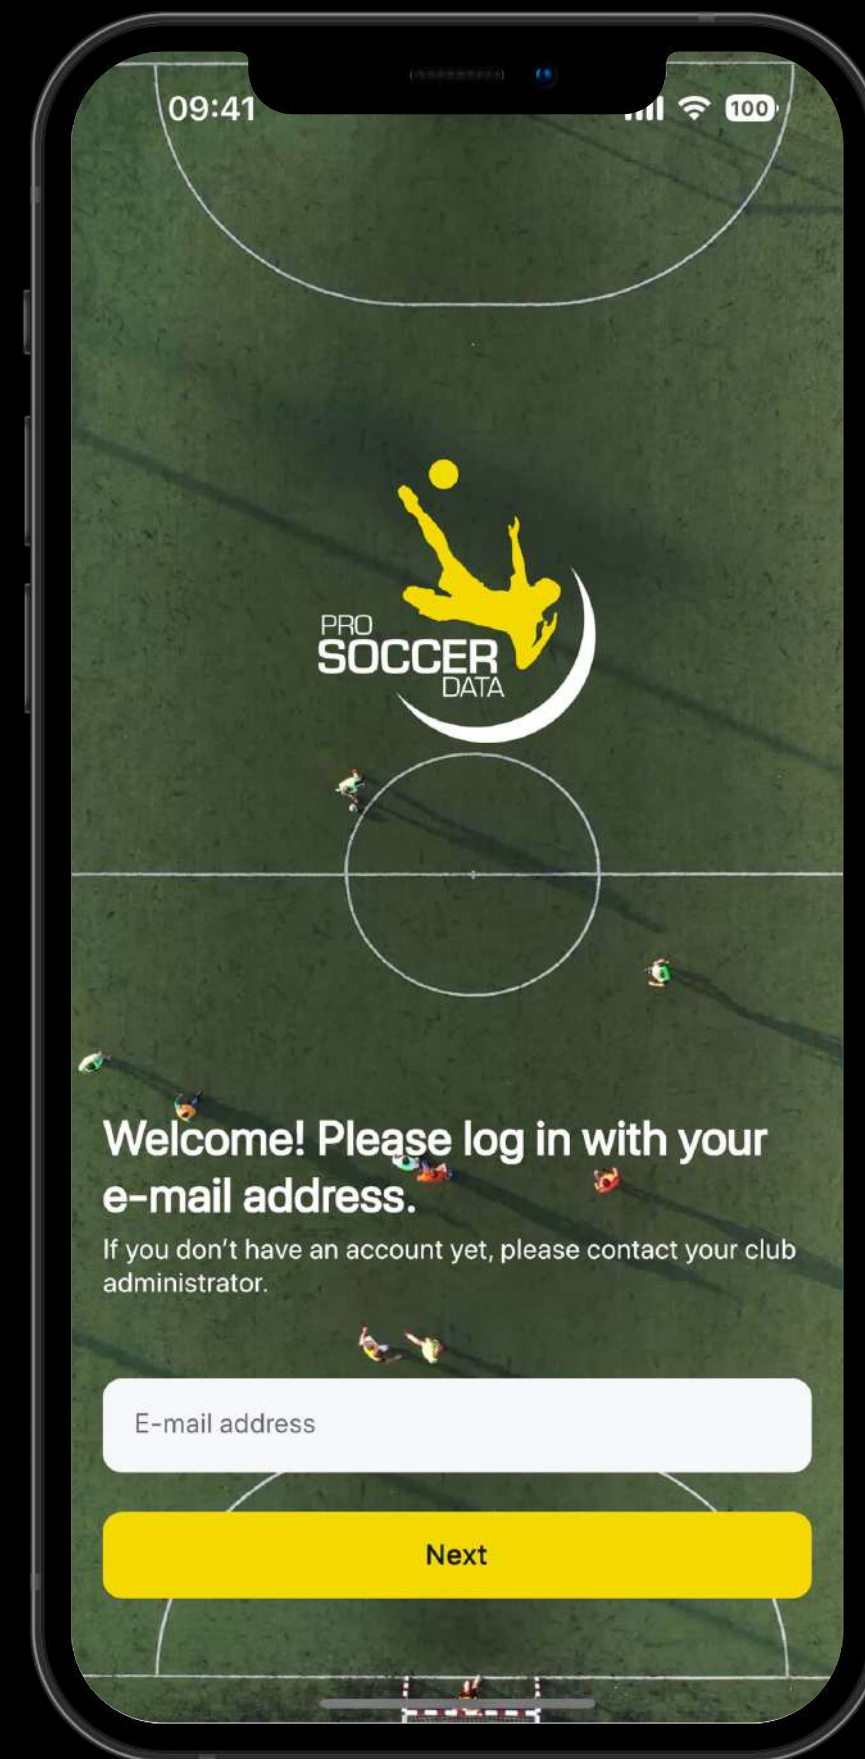 09:41
100
PRO
SOCCER
DATA
Welcome! Please log in with your
e-mail address.
If you don't have an account yet, please contact your club
administrator.
E-mail address
Next